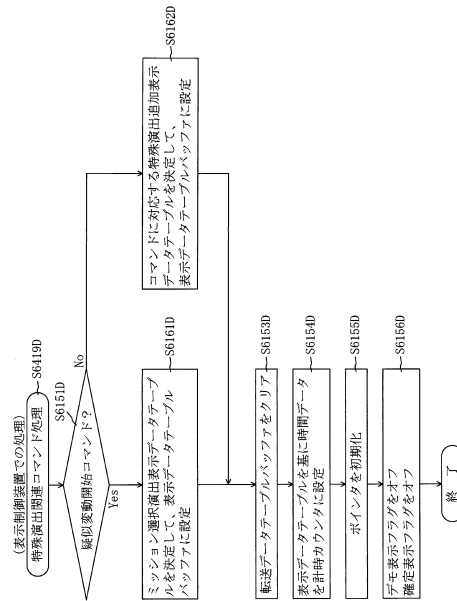 (表示制御装置での処理)
特殊演出関連コマンド処理
S6419D
S6151D
疑似変動開始コマンド?
No
Yes
ミッション選択演出表示データテーブ
ルを決定して、表示データテーブル
バッファに設定
S6161D
コマンドに対応する特殊演出追加表示
データテーブルを決定して、
表示データテーブルバッファに設定
S6162D
転送データテーブルバッファをクリア
S6153D
表示データテーブルを基に時間データ
を計時カウンタに設定
S6154D
ポインタを初期化
S6155D
デモ表示フラグをオフ
確定表示フラグをオフ
S6156D
終了